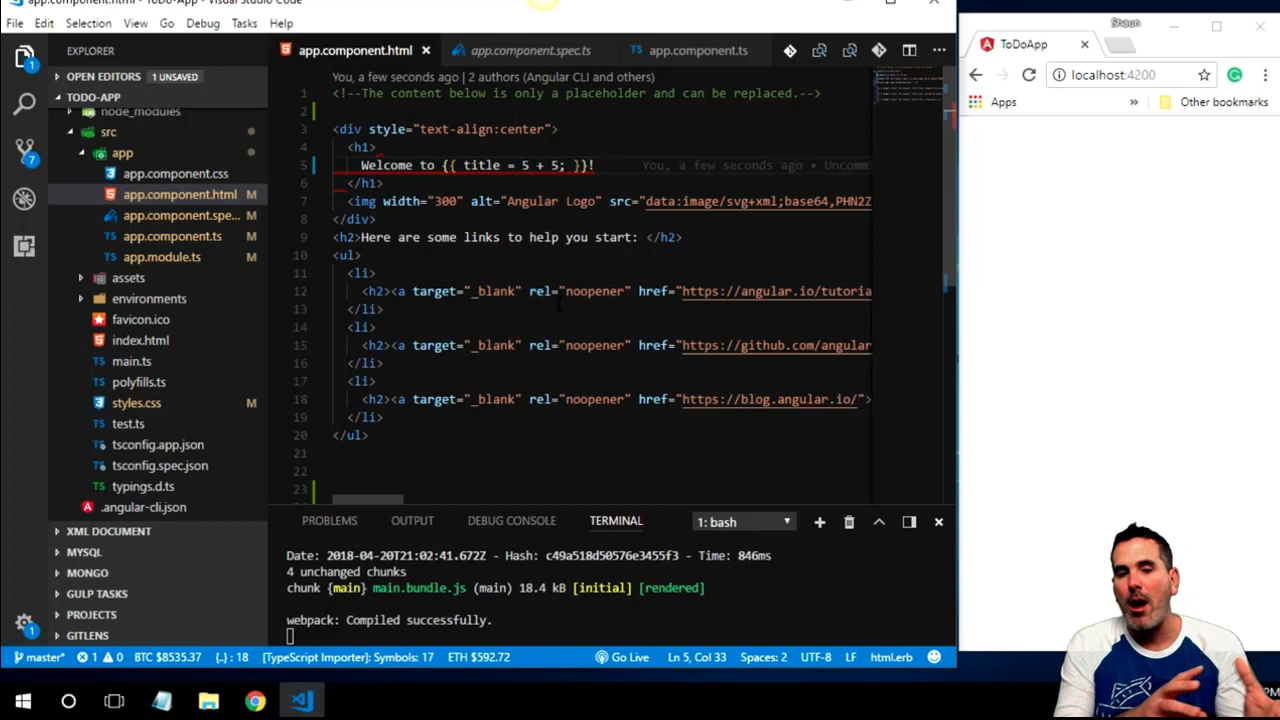 app.component.html - ToDo-App - Visual Studio Code
File Edit Selection View Go Debug Tasks Help
EXPLORER
OPEN EDITORS 1 UNSAVED
TODO-APP
node_modules
src
app
app.component.css
app.component.html M
app.component.spe... M
app.component.ts M
app.module.ts M
assets
environments
favicon.ico
index.html
main.ts
polyfills.ts
styles.css M
test.ts
tsconfig.app.json
tsconfig.spec.json
typings.d.ts
.angular-cli.json
XML DOCUMENT
MYSQL
MONGO
GULP TASKS
PROJECTS
GITLENS
app.component.html app.component.spec.ts app.component.ts
You, a few seconds ago | 2 authors (Angular CLI and others)
1 <!--The content below is only a placeholder and can be replaced.-->
2
3 <div style="text-align:center">
4 <h1>
5 Welcome to {{ title = 5 + 5; }}! You, a few seconds ago • Uncomm
6 </h1>
7 <img width="300" alt="Angular Logo" src="data:image/svg+xml;base64,PHN2Z
8 </div>
9 <h2>Here are some links to help you start: </h2>
10 <ul>
11 <li>
12 <h2><a target="_blank" rel="noopener" href="https://angular.io/tutoria
13 </li>
14 <li>
15 <h2><a target="_blank" rel="noopener" href="https://github.com/angular
16 </li>
17 <li>
18 <h2><a target="_blank" rel="noopener" href="https://blog.angular.io/">
19 </li>
20 </ul>
21
22
23
PROBLEMS OUTPUT DEBUG CONSOLE TERMINAL 1: bash
Date: 2018-04-20T21:02:41.672Z - Hash: c49a518d50576e3455f3 - Time: 846ms
4 unchanged chunks
chunk {main} main.bundle.js (main) 18.4 kB [initial] [rendered]
webpack: Compiled successfully.
master* 1 0 BTC $8535.37 {..} : 18 [TypeScript Importer]: Symbols: 17 ETH $592.72 Go Live Ln 5, Col 33 Spaces: 2 UTF-8 LF html.erb
Shaun
ToDoApp
localhost:4200
Apps » Other bookmarks
1
7
1